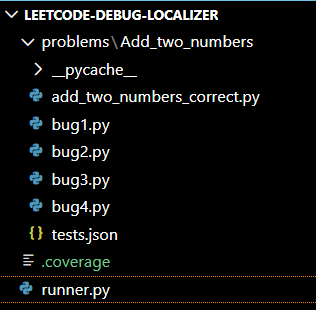 LEETCODE-DEBUG-LOCALIZER
problems\Add_two_numbers
__pycache__
add_two_numbers_correct.py
bug1.py
bug2.py
bug3.py
bug4.py
{} tests.json
.coverage
runner.py